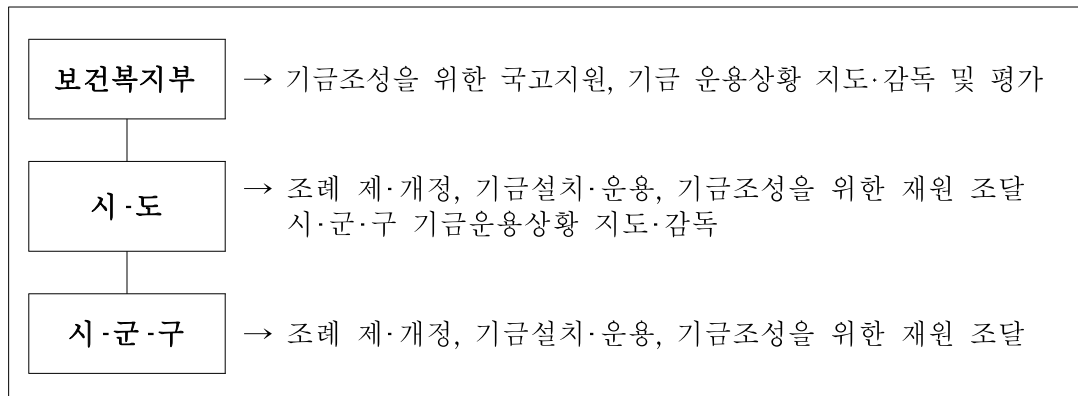 보건복지부 → 기금조성을 위한 국고지원, 기금 운용상황 지도·감독 및 평가
시·도 → 조례 제·개정, 기금설치·운용, 기금조성을 위한 재원 조달
시·군·구 기금운용상황 지도·감독
시·군·구 → 조례 제·개정, 기금설치·운용, 기금조성을 위한 재원 조달